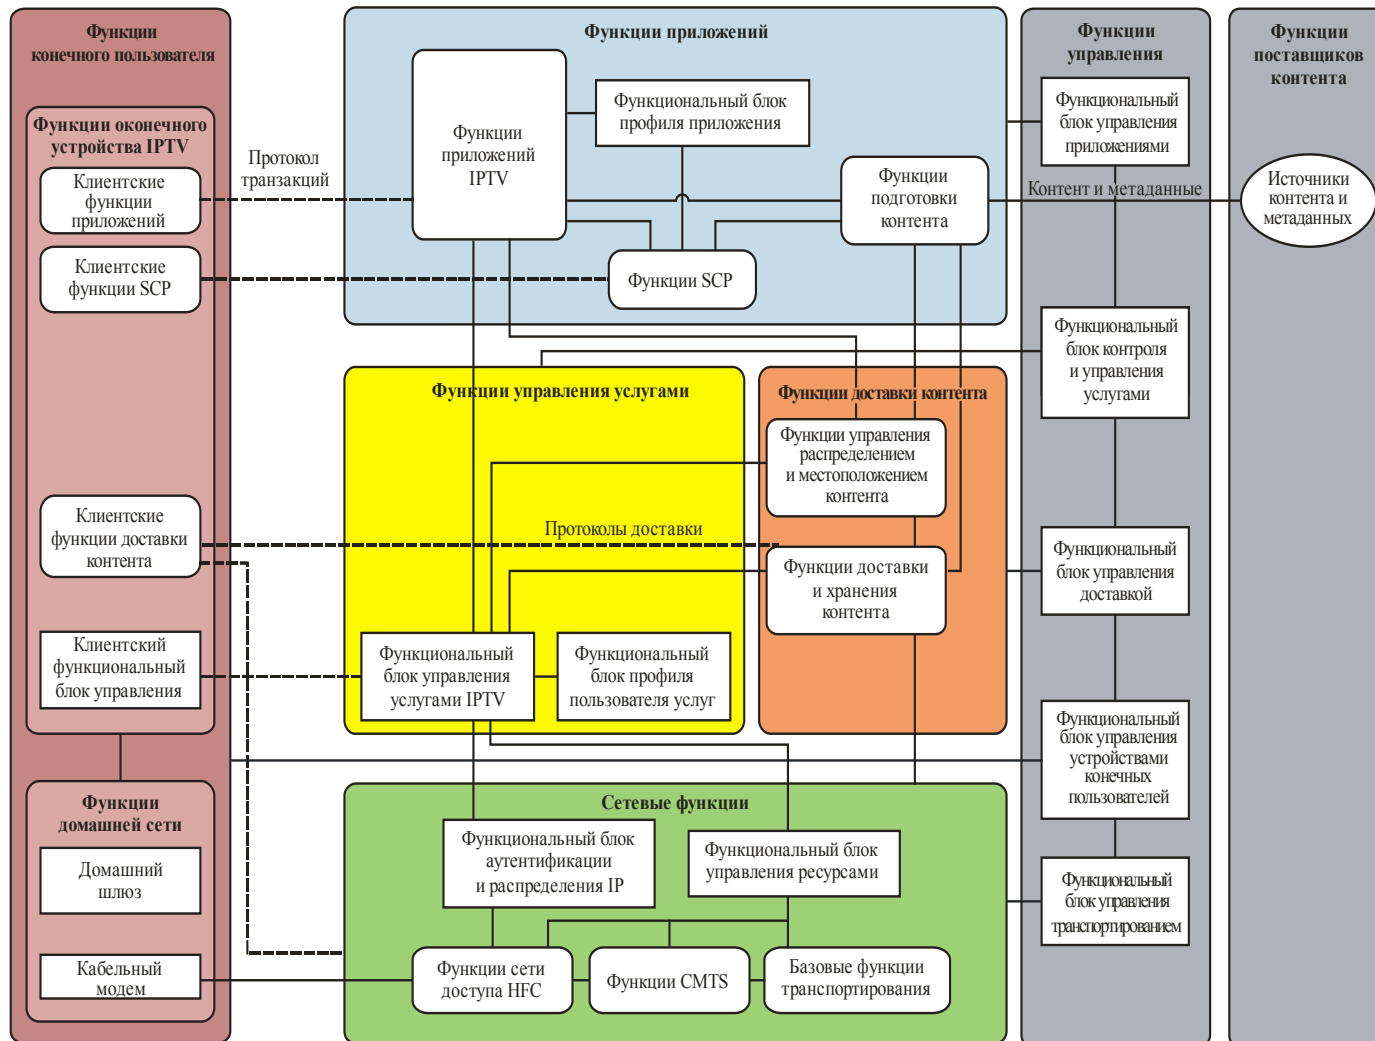 Функции
конечного пользователя
Функции оконечного
устройства IPTV
Клиентские
функции
приложений
Клиентские
функции SCP
Клиентские
функции доставки
контента
Клиентский
функциональный
блок управления
Функции
домашней сети
Домашний
шлюз
Кабельный
модем
Протокол
транзакций
Функции приложений
Функции
приложений
IPTV
Функциональный блок
профиля приложения
Функции
подготовки
контента
Функции SCP
Функции управления услугами
Протоколы доставки
Функциональный
блок управления
услугами IPTV
Функциональный
блок профиля
пользователя услуг
Функции доставки контента
Функции управления
распределением
и местоположением
контента
Функции доставки
и хранения
контента
Сетевые функции
Функциональный блок
аутентификации
и распределения IP
Функциональный блок
управления ресурсами
Функции сети
доступа HFC
Функции CMTS
Базовые функции
транспортирования
Функции
управления
Функциональный
блок управления
приложениями
Контент и метаданные
Функциональный
блок контроля
и управления
услугами
Функциональный
блок управления
доставкой
Функциональный
блок управления
устройствами
конечных
пользователей
Функциональный
блок управления
транспортированием
Функции
поставщиков
контента
Источники
контента и
метаданных